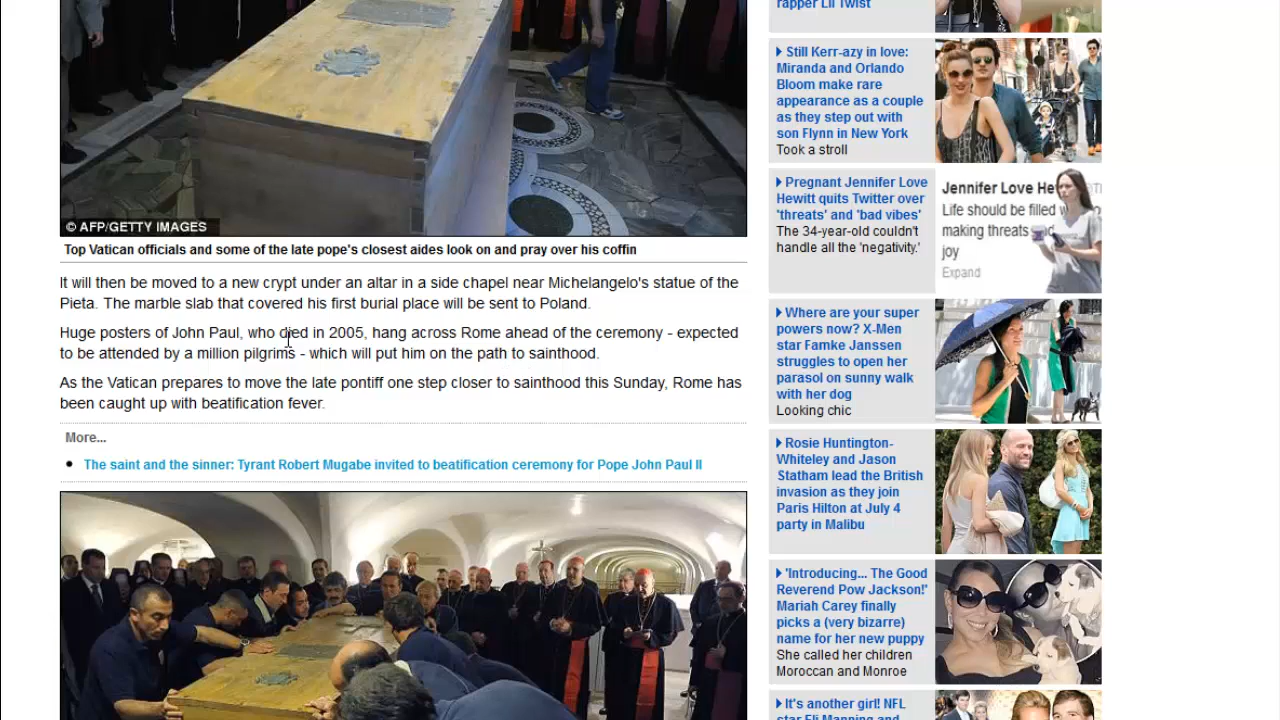 © AFP/GETTY IMAGES
Top Vatican officials and some of the late pope's closest aides look on and pray over his coffin
It will then be moved to a new crypt under an altar in a side chapel near Michelangelo's statue of the
Pieta. The marble slab that covered his first burial place will be sent to Poland.
Huge posters of John Paul, who died in 2005, hang across Rome ahead of the ceremony - expected
to be attended by a million pilgrims - which will put him on the path to sainthood.
As the Vatican prepares to move the late pontiff one step closer to sainthood this Sunday, Rome has
been caught up with beatification fever.
More...
The saint and the sinner: Tyrant Robert Mugabe invited to beatification ceremony for Pope John Paul II
rapper Lil Twist
Still Kerr-azy in love:
Miranda and Orlando
Bloom make rare
appearance as a couple
as they step out with
son Flynn in New York
Took a stroll
Pregnant Jennifer Love
Hewitt quits Twitter over
'threats' and 'bad vibes'
The 34-year-old couldn't
handle all the 'negativity.'
Jennifer Love
Life should be filled
making threats
joy
Expand
Where are your super
powers now? X-Men
star Famke Janssen
struggles to open her
parasol on sunny walk
with her dog
Looking chic
Rosie Huntington-
Whiteley and Jason
Statham lead the British
invasion as they join
Paris Hilton at July 4
party in Malibu
'Introducing... The Good
Reverend Pow Jackson!'
Mariah Carey finally
picks a (very bizarre)
name for her new puppy
She called her children
Moroccan and Monroe
It's another girl! NFL
star Eli Manning and